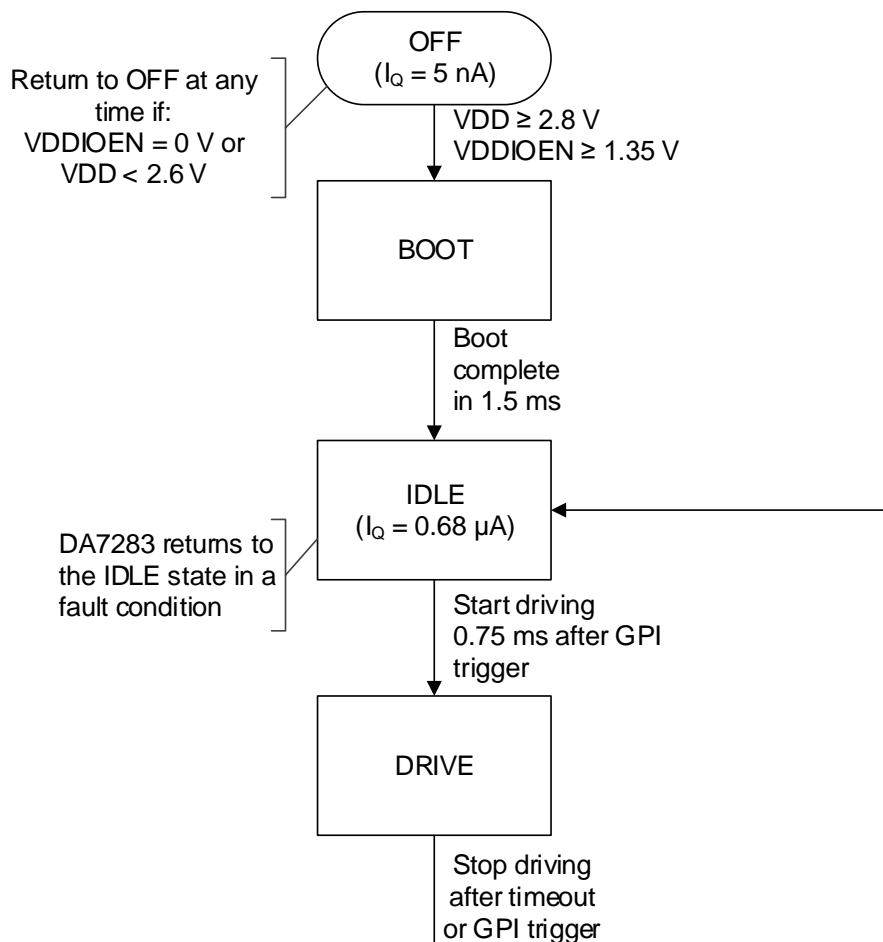 OFF
(IQ = 5 nA)
Return to OFF at any
time if:
VDDIOEN = 0 V or
VDD < 2.6 V
VDD ≥ 2.8 V
VDDIOEN ≥ 1.35 V
BOOT
Boot
complete
in 1.5 ms
IDLE
(IQ = 0.68 µA)
DA7283 returns to
the IDLE state in a
fault condition
Start driving
0.75 ms after GPI
trigger
DRIVE
Stop driving
after timeout
or GPI trigger